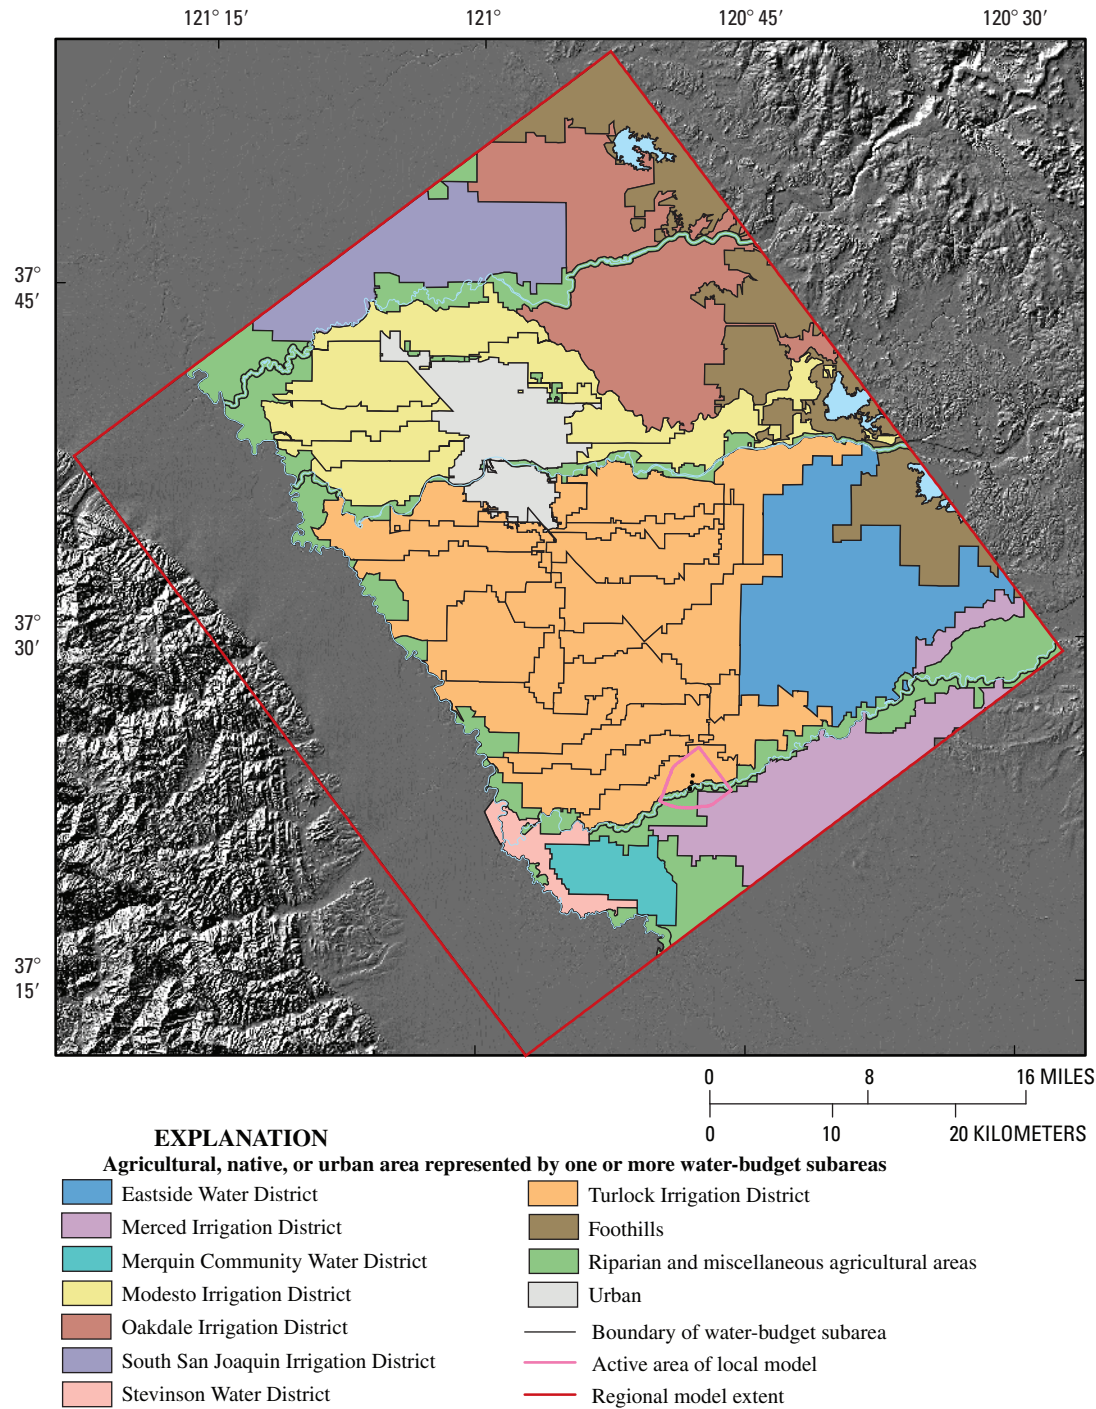 121° 15′
121°
120° 45′
120° 30′
37°
45′
37°
30′
37°
15′
0 8 16 MILES
0 10 20 KILOMETERS
EXPLANATION
Agricultural, native, or urban area represented by one or more water-budget subareas
Eastside Water District
Merced Irrigation District
Merquin Community Water District
Modesto Irrigation District
Oakdale Irrigation District
South San Joaquin Irrigation District
Stevinson Water District
Turlock Irrigation District
Foothills
Riparian and miscellaneous agricultural areas
Urban
Boundary of water-budget subarea
Active area of local model
Regional model extent